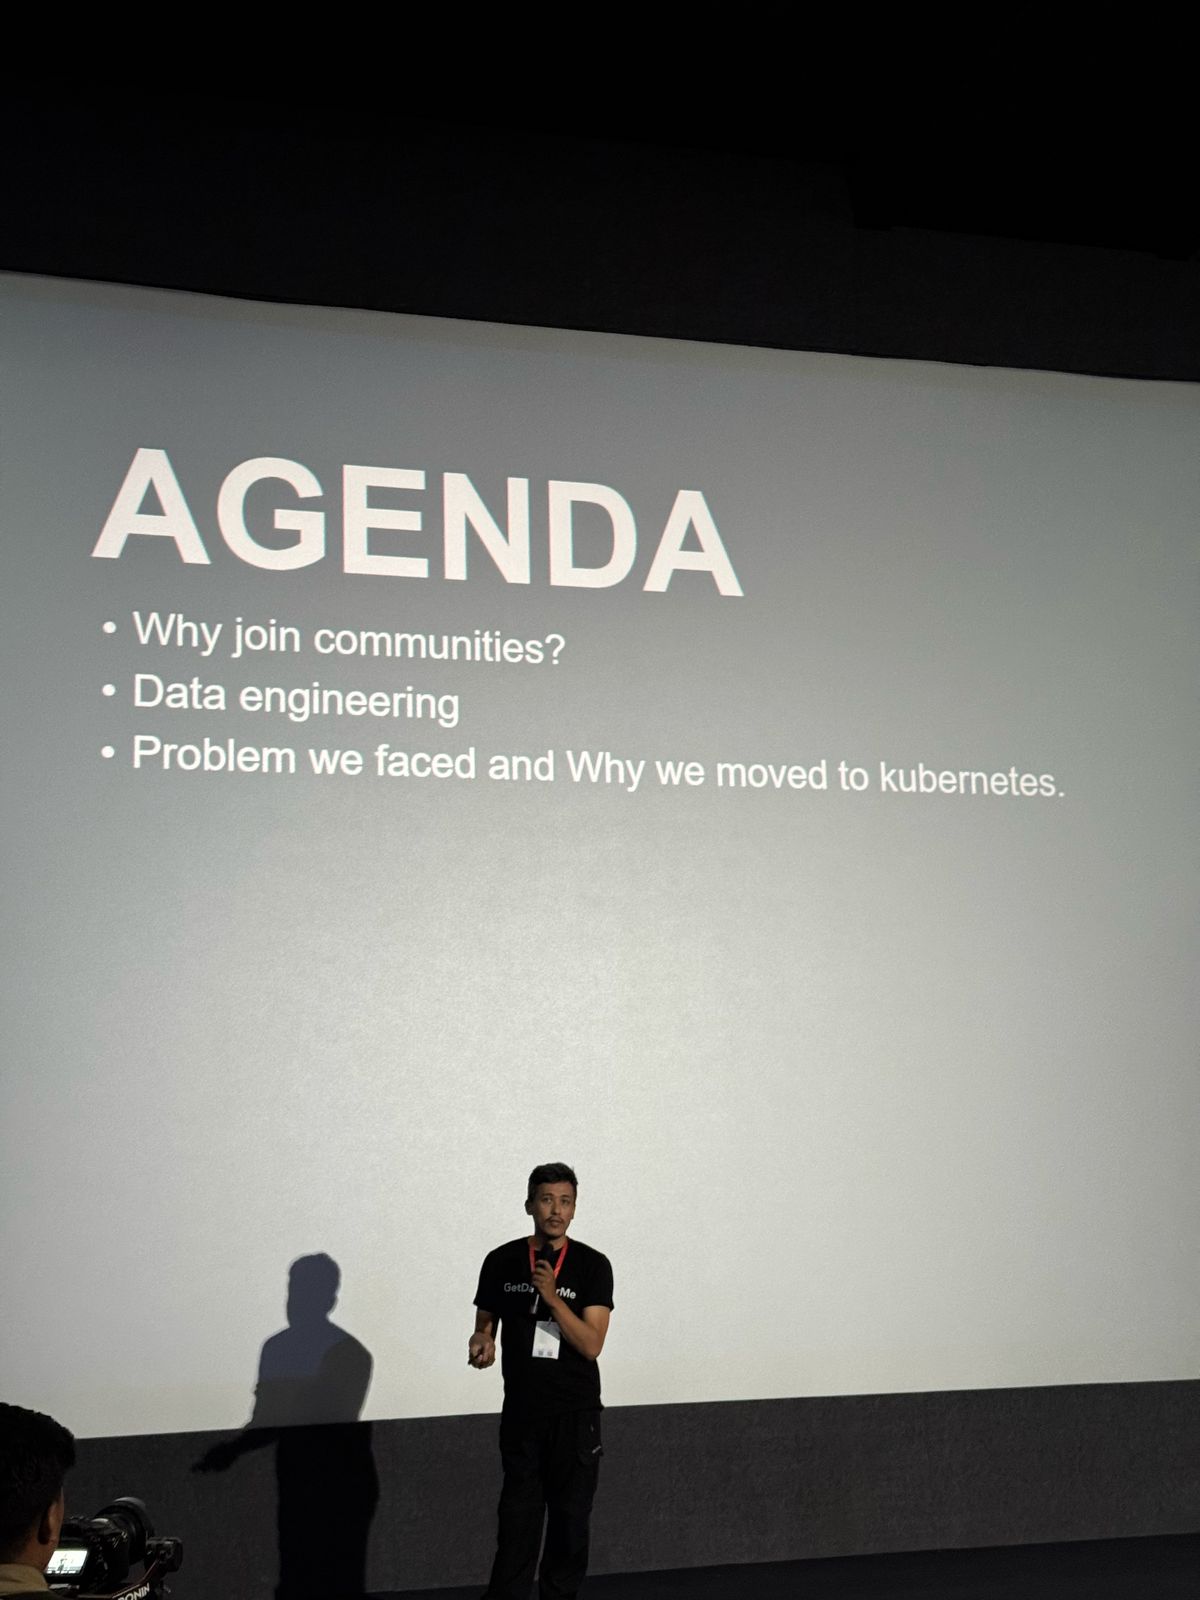 AGENDA
• Why join communities?
• Data engineering
• Problem we faced and Why we moved to kubernetes.